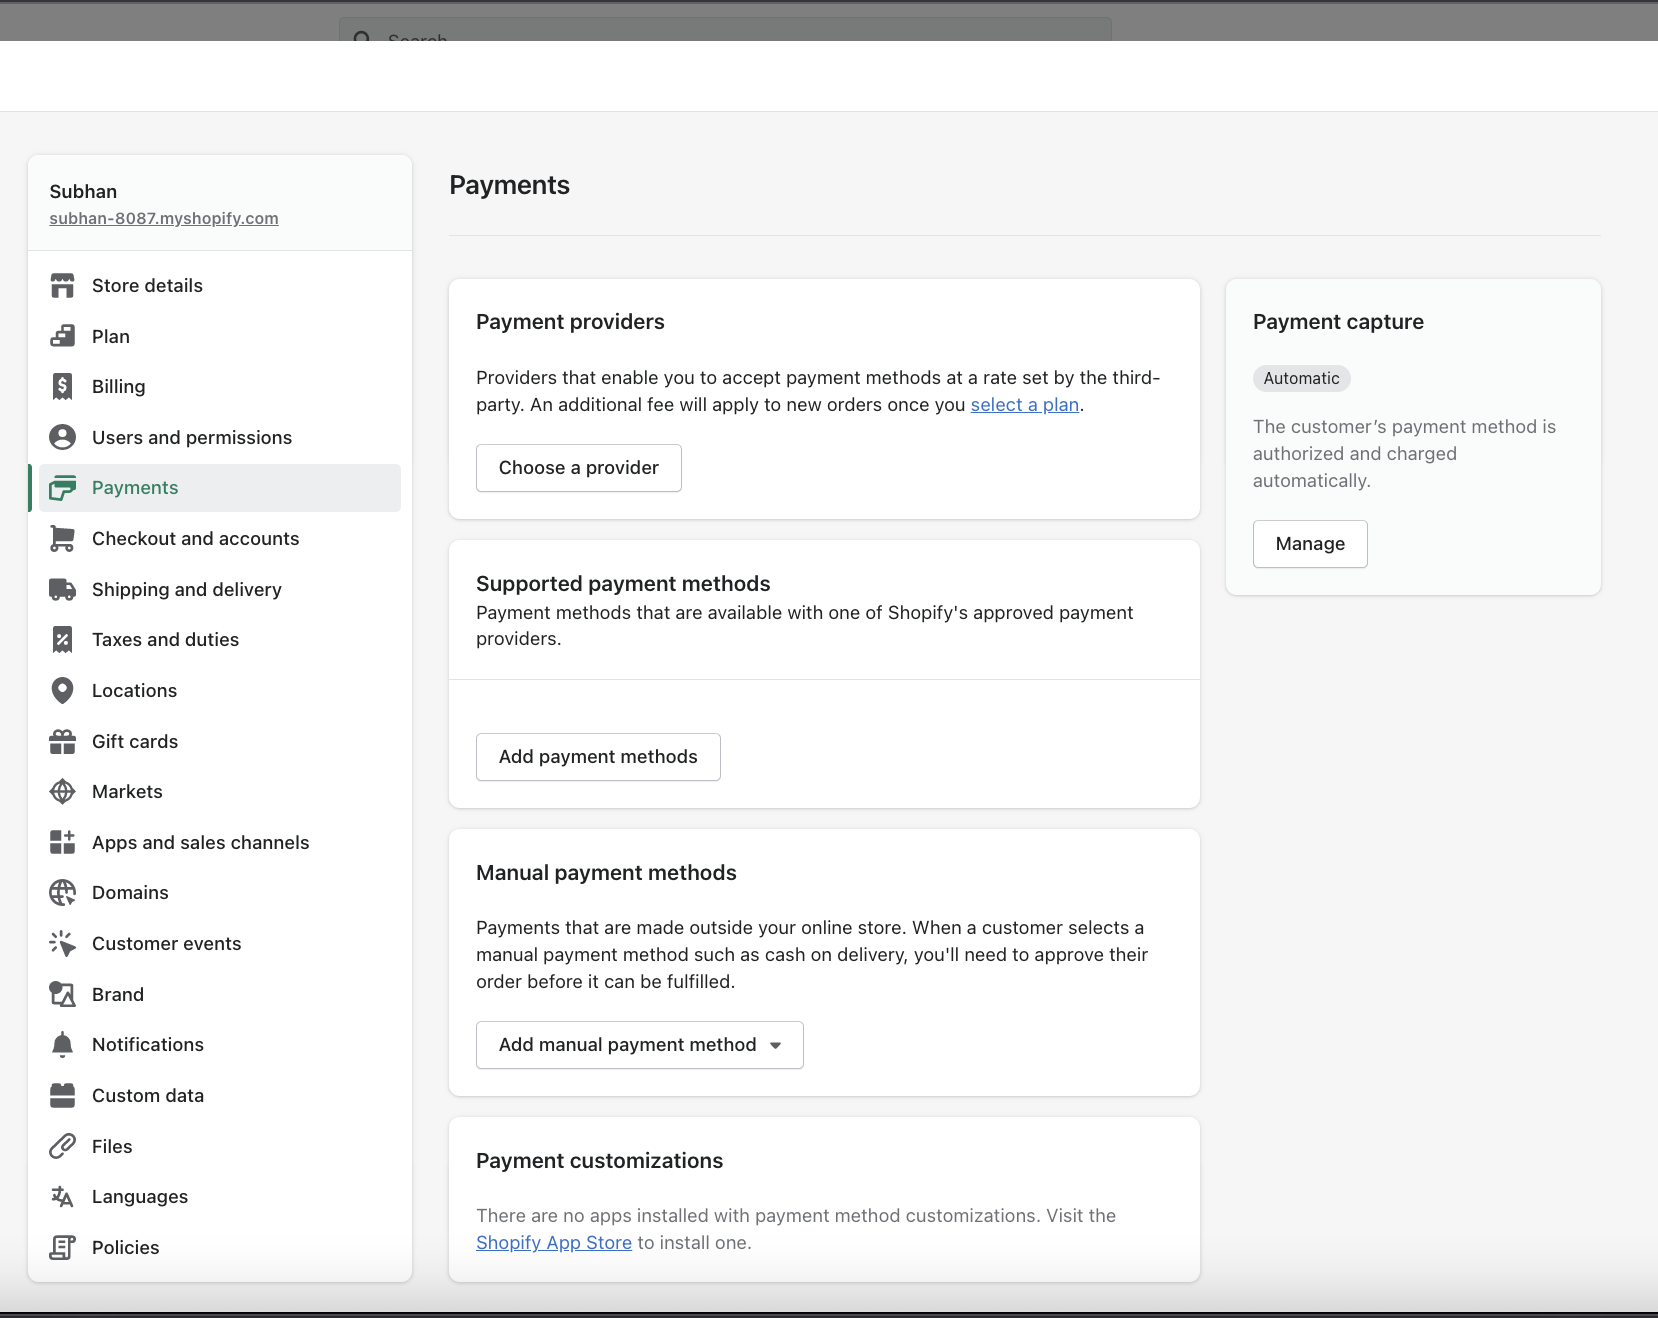 Search
Subhan
subhan-8087.myshopify.com
Store details
Plan
Billing
Users and permissions
Payments
Checkout and accounts
Shipping and delivery
Taxes and duties
Locations
Gift cards
Markets
Apps and sales channels
Domains
Customer events
Brand
Notifications
Custom data
Files
Languages
Policies
Payments
Payment providers
Providers that enable you to accept payment methods at a rate set by the third-
party. An additional fee will apply to new orders once you select a plan.
Choose a provider
Supported payment methods
Payment methods that are available with one of Shopify's approved payment
providers.
Add payment methods
Manual payment methods
Payments that are made outside your online store. When a customer selects a
manual payment method such as cash on delivery, you'll need to approve their
order before it can be fulfilled.
Add manual payment method
Payment customizations
There are no apps installed with payment method customizations. Visit the
Shopify App Store to install one.
Payment capture
Automatic
The customer’s payment method is
authorized and charged
automatically.
Manage